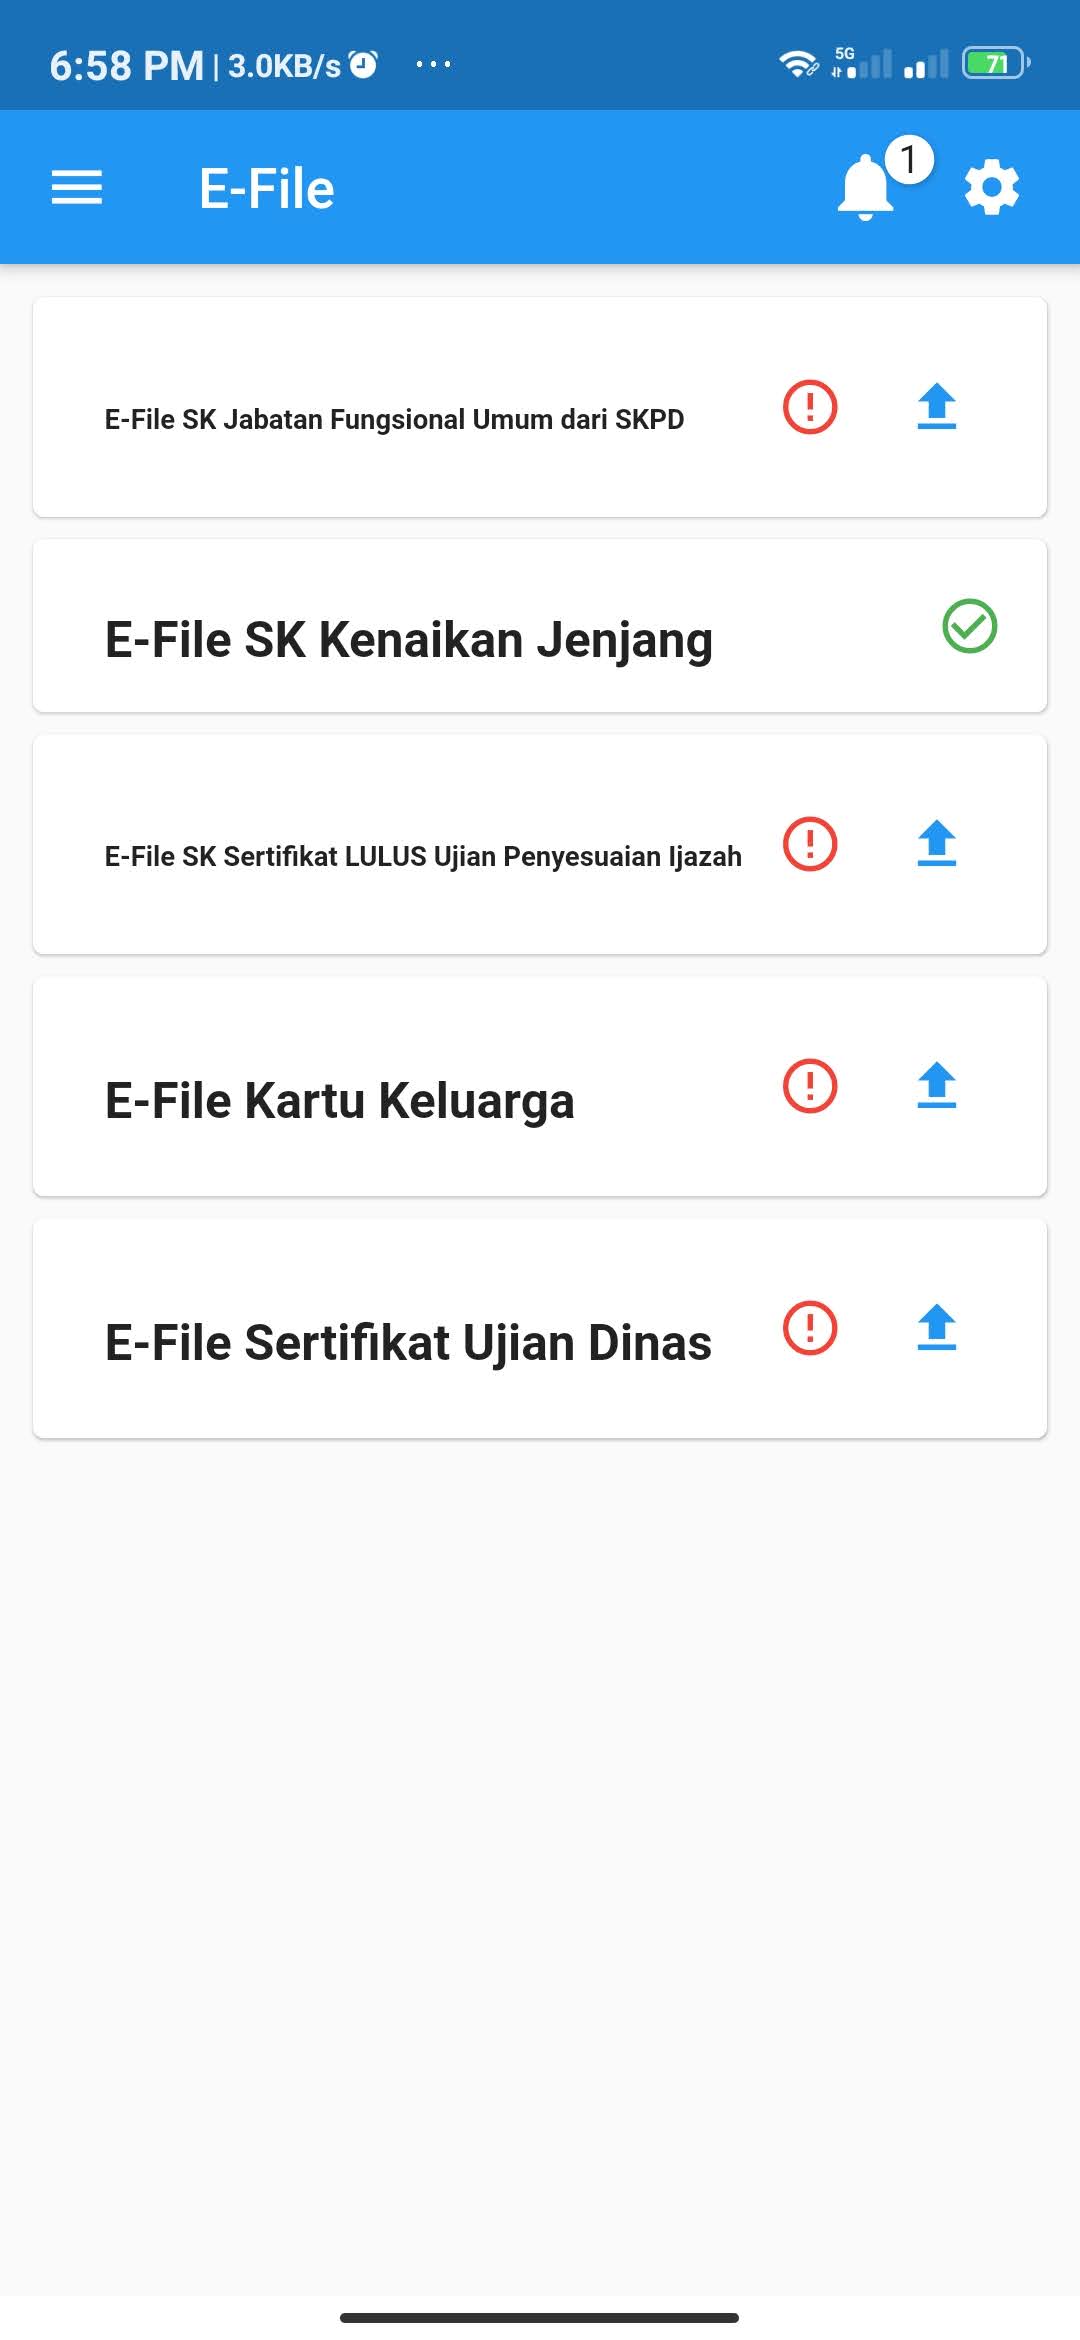 6:58 PM | 3.0KB/s ...
5G
71
E-File
1
E-File SK Jabatan Fungsional Umum dari SKPD
E-File SK Kenaikan Jenjang
E-File SK Sertifikat LULUS Ujian Penyesuaian Ijazah
E-File Kartu Keluarga
E-File Sertifikat Ujian Dinas